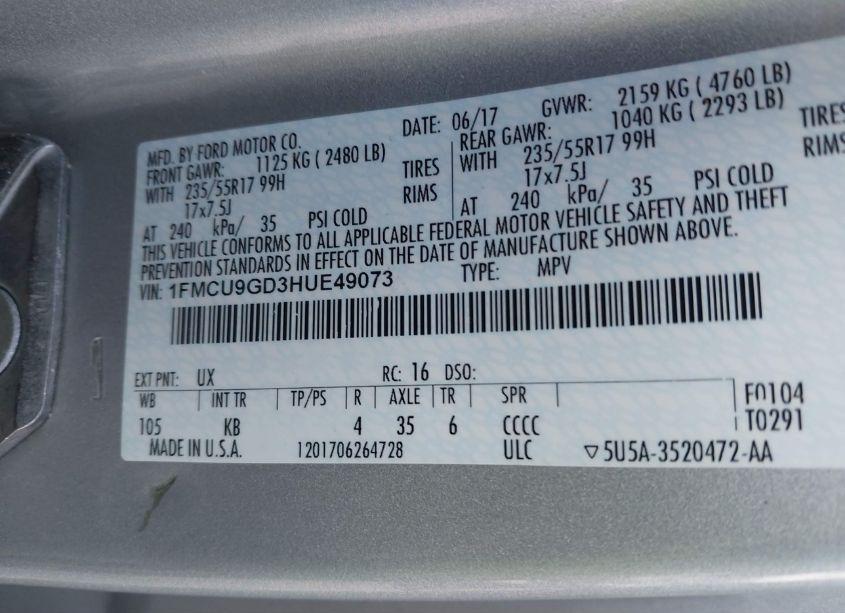 MFD. BY FORD MOTOR CO. DATE: 06/17 GVWR: 2159 KG ( 4760 LB)
FRONT GAWR: 1125 KG ( 2480 LB) REAR GAWR: 1040 KG ( 2293 LB)
WITH 235/55R17 99H TIRES WITH 235/55R17 99H TIRES
17x7.5J RIMS 17x7.5J RIMS
AT 240 kPa/ 35 PSI COLD AT 240 kPa/ 35 PSI COLD
THIS VEHICLE CONFORMS TO ALL APPLICABLE FEDERAL MOTOR VEHICLE SAFETY AND THEFT
PREVENTION STANDARDS IN EFFECT ON THE DATE OF MANUFACTURE SHOWN ABOVE.
VIN: 1FMCU9GD3HUE49073 TYPE: MPV
EXT PNT: UX RC: 16 DSO:
WB INT TR TP/PS R AXLE TR SPR F0104
105 KB 4 35 6 CCCC T0291
MADE IN U.S.A. 1201706264728 ULC ▽5U5A-3520472-AA